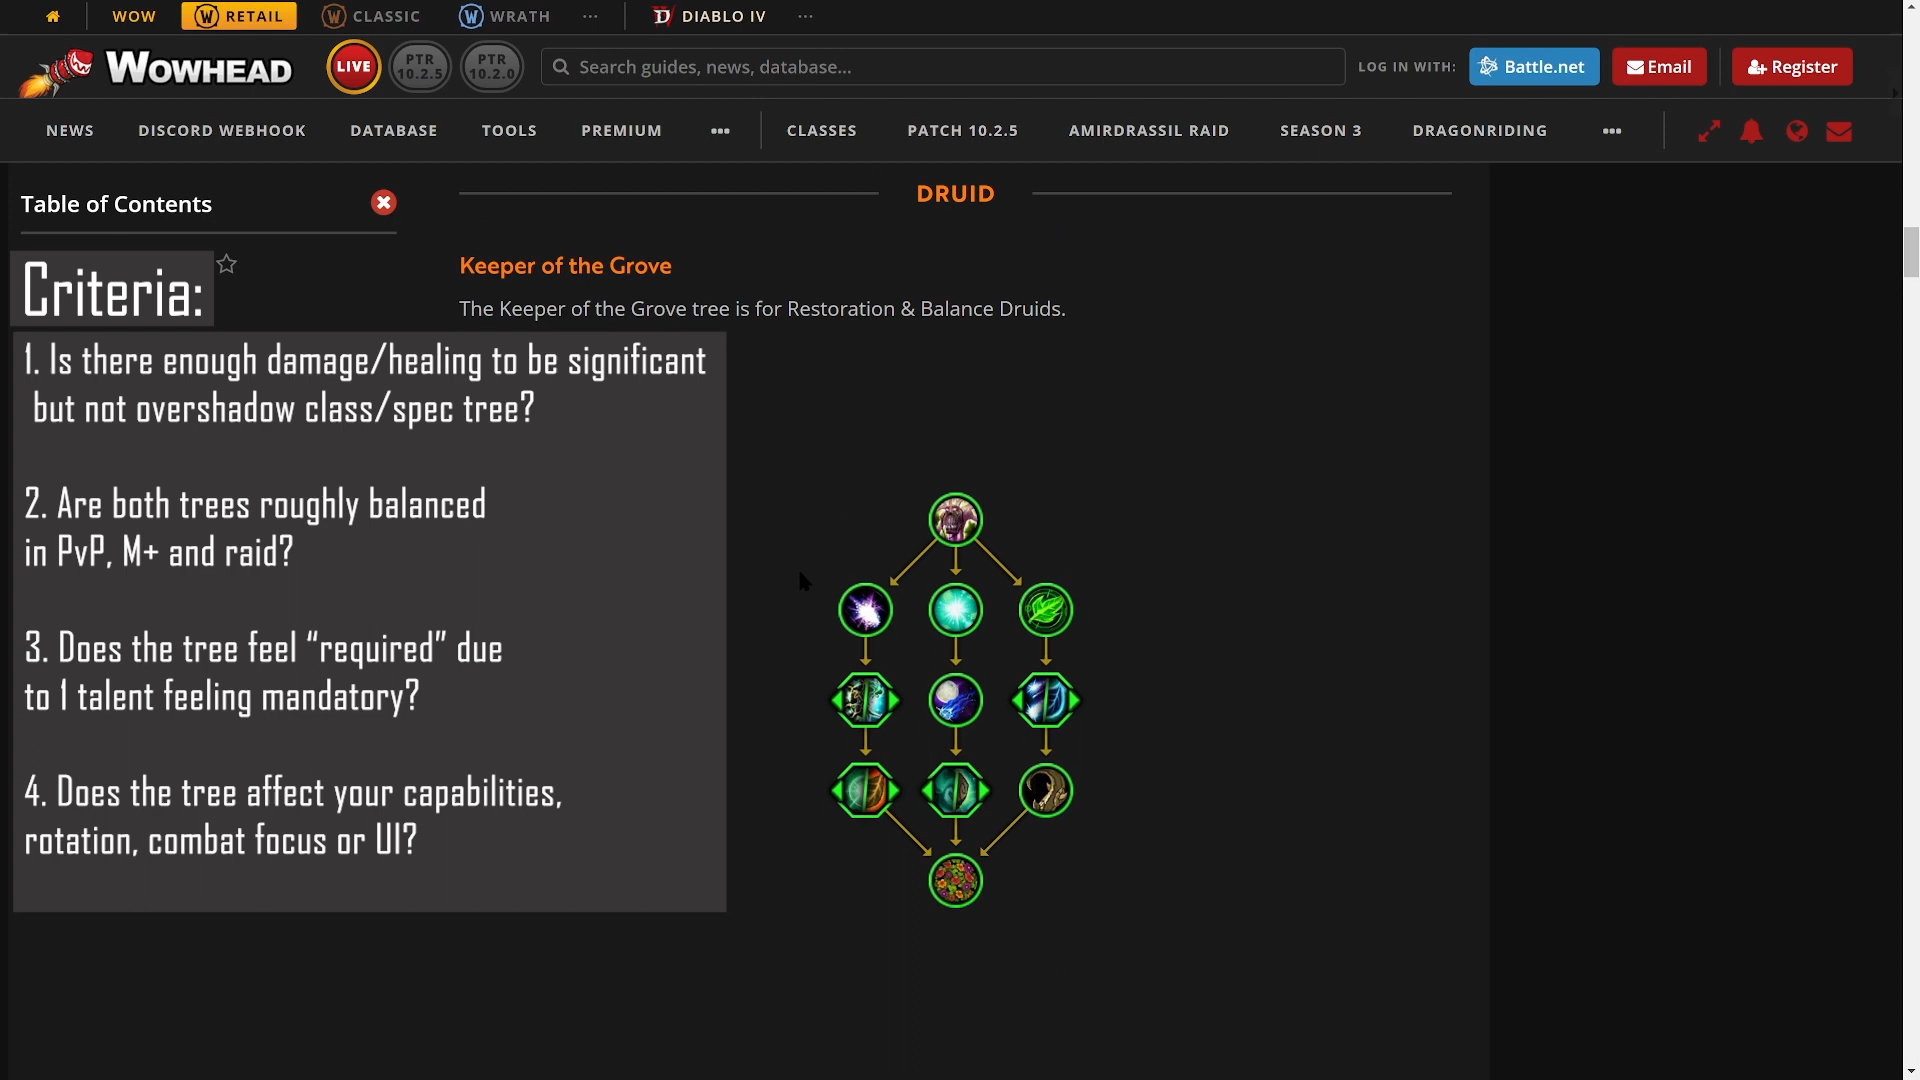 WOW
RETAIL
CLASSIC
WRATH
DIABLO IV
WOWHEAD
LIVE
PTR
10.2.5
PTR
10.2.0
Search guides, news, database...
LOG IN WITH:
Battle.net
Email
Register
NEWS
DISCORD WEBHOOK
DATABASE
TOOLS
PREMIUM
CLASSES
PATCH 10.2.5
AMIRDRASSIL RAID
SEASON 3
DRAGONRIDING
Table of Contents
DRUID
Criteria:
Keeper of the Grove
The Keeper of the Grove tree is for Restoration & Balance Druids.
1. Is there enough damage/healing to be significant
but not overshadow class/spec tree?
2. Are both trees roughly balanced
in PvP, M+ and raid?
3. Does the tree feel "required" due
to 1 talent feeling mandatory?
4. Does the tree affect your capabilities,
rotation, combat focus or UI?